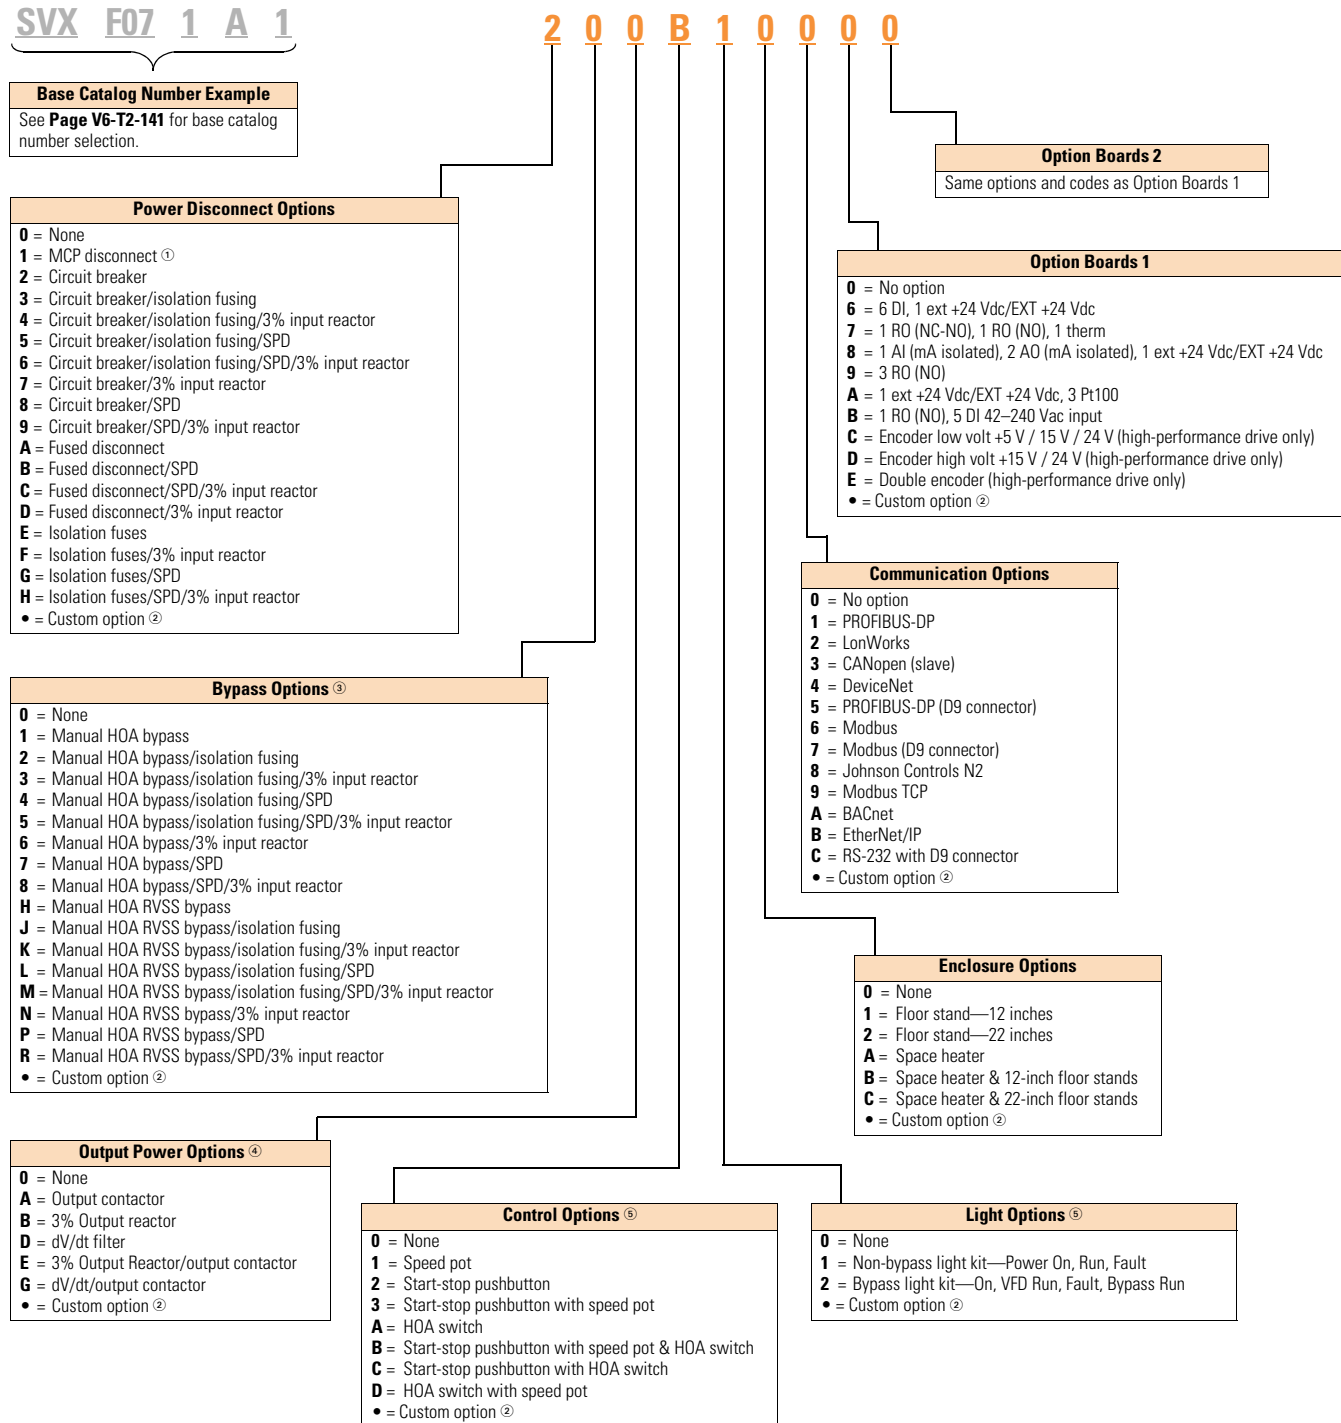 SVX F07 1 A 1
2 0 0 B 1 0 0 0 0
Base Catalog Number Example
See Page V6-T2-141 for base catalog
number selection.
Power Disconnect Options
0 = None
1 = MCP disconnect ①
2 = Circuit breaker
3 = Circuit breaker/isolation fusing
4 = Circuit breaker/isolation fusing/3% input reactor
5 = Circuit breaker/isolation fusing/SPD
6 = Circuit breaker/isolation fusing/SPD/3% input reactor
7 = Circuit breaker/3% input reactor
8 = Circuit breaker/SPD
9 = Circuit breaker/SPD/3% input reactor
A = Fused disconnect
B = Fused disconnect/SPD
C = Fused disconnect/SPD/3% input reactor
D = Fused disconnect/3% input reactor
E = Isolation fuses
F = Isolation fuses/3% input reactor
G = Isolation fuses/SPD
H = Isolation fuses/SPD/3% input reactor
• = Custom option ②
Bypass Options ③
0 = None
1 = Manual HOA bypass
2 = Manual HOA bypass/isolation fusing
3 = Manual HOA bypass/isolation fusing/3% input reactor
4 = Manual HOA bypass/isolation fusing/SPD
5 = Manual HOA bypass/isolation fusing/SPD/3% input reactor
6 = Manual HOA bypass/3% input reactor
7 = Manual HOA bypass/SPD
8 = Manual HOA bypass/SPD/3% input reactor
H = Manual HOA RVSS bypass
J = Manual HOA RVSS bypass/isolation fusing
K = Manual HOA RVSS bypass/isolation fusing/3% input reactor
L = Manual HOA RVSS bypass/isolation fusing/SPD
M = Manual HOA RVSS bypass/isolation fusing/SPD/3% input reactor
N = Manual HOA RVSS bypass/3% input reactor
P = Manual HOA RVSS bypass/SPD
R = Manual HOA RVSS bypass/SPD/3% input reactor
• = Custom option ②
Output Power Options ④
0 = None
A = Output contactor
B = 3% Output reactor
D = dV/dt filter
E = 3% Output Reactor/output contactor
G = dV/dt/output contactor
• = Custom option ②
Control Options ⑤
0 = None
1 = Speed pot
2 = Start-stop pushbutton
3 = Start-stop pushbutton with speed pot
A = HOA switch
B = Start-stop pushbutton with speed pot & HOA switch
C = Start-stop pushbutton with HOA switch
D = HOA switch with speed pot
• = Custom option ②
Light Options ⑤
0 = None
1 = Non-bypass light kit—Power On, Run, Fault
2 = Bypass light kit—On, VFD Run, Fault, Bypass Run
• = Custom option ②
Enclosure Options
0 = None
1 = Floor stand—12 inches
2 = Floor stand—22 inches
A = Space heater
B = Space heater & 12-inch floor stands
C = Space heater & 22-inch floor stands
• = Custom option ②
Communication Options
0 = No option
1 = PROFIBUS-DP
2 = LonWorks
3 = CANopen (slave)
4 = DeviceNet
5 = PROFIBUS-DP (D9 connector)
6 = Modbus
7 = Modbus (D9 connector)
8 = Johnson Controls N2
9 = Modbus TCP
A = BACnet
B = EtherNet/IP
C = RS-232 with D9 connector
• = Custom option ②
Option Boards 1
0 = No option
6 = 6 DI, 1 ext +24 Vdc/EXT +24 Vdc
7 = 1 RO (NC-NO), 1 RO (NO), 1 therm
8 = 1 AI (mA isolated), 2 AO (mA isolated), 1 ext +24 Vdc/EXT +24 Vdc
9 = 3 RO (NO)
A = 1 ext +24 Vdc/EXT +24 Vdc, 3 Pt100
B = 1 RO (NO), 5 DI 42–240 Vac input
C = Encoder low volt +5 V / 15 V / 24 V (high-performance drive only)
D = Encoder high volt +15 V / 24 V (high-performance drive only)
E = Double encoder (high-performance drive only)
• = Custom option ②
Option Boards 2
Same options and codes as Option Boards 1